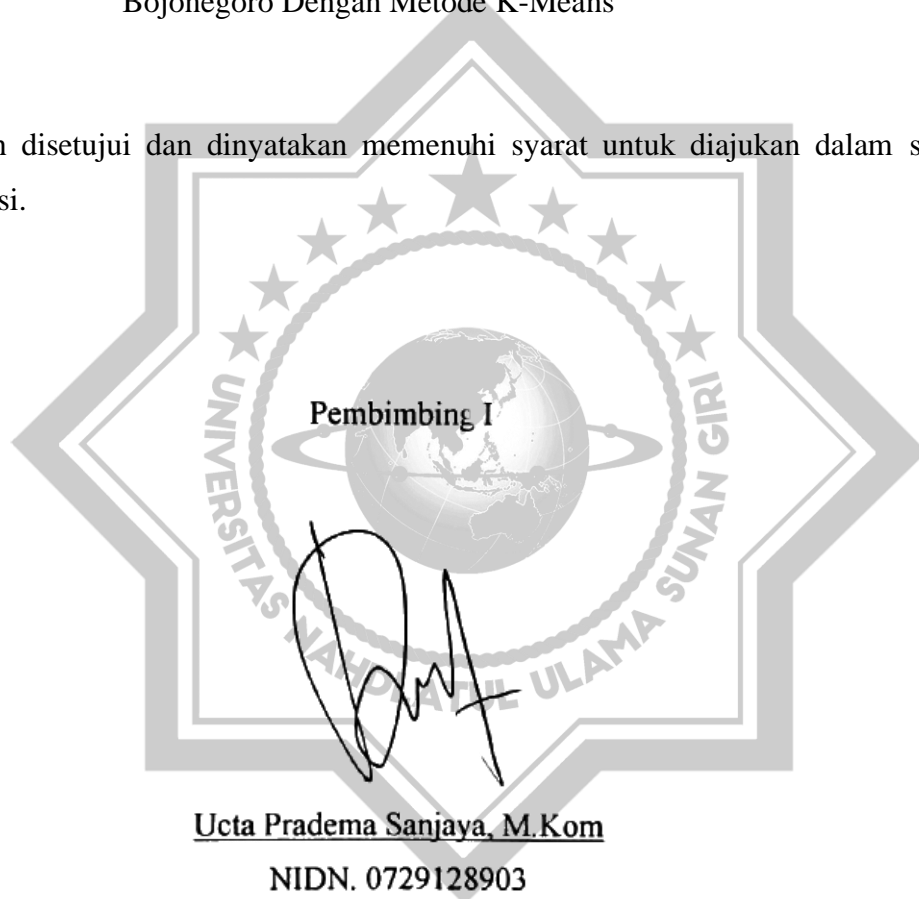 Bojonegoro Dengan Metode K-Means
disetujui dan dinyatakan memenuhi syarat untuk diajukan dalam
UNIVERSITAS NAHDLATUL ULAMA SUNAN GIRI
Pembimbing I
Ucta Pradema Sanjaya, M.Kom
NIDN. 0729128903